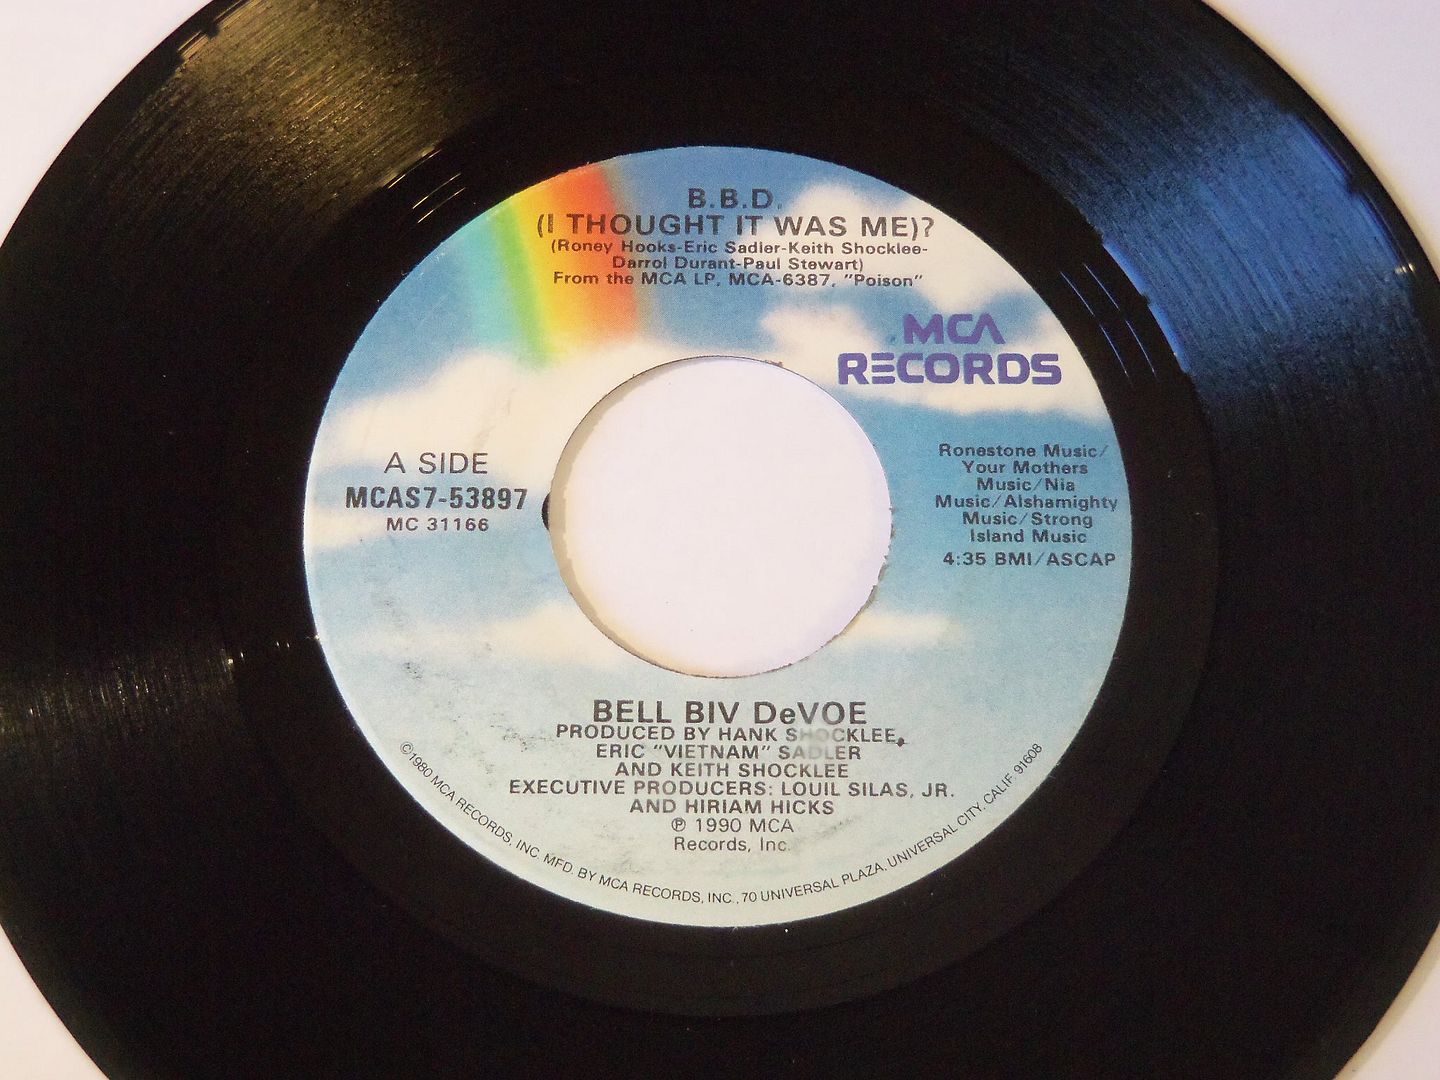 B.B.D.
(I THOUGHT IT WAS ME)?
(Roney Hooks-Eric Sadler-Keith Shocklee-
Darrol Durant-Paul Stewart)
From the MCA LP, MCA-6387, "Poison"
MCA
RECORDS
A SIDE
MCAS7-53897
MC 31166
Ronestone Music/
Your Mothers
Music/Nia
Music/Alshamighty
Music/Strong
Island Music
4:35 BMI/ASCAP
BELL BIV DeVOE
PRODUCED BY HANK SHOCKLEE,
ERIC "VIETNAM" SADLER
AND KEITH SHOCKLEE
EXECUTIVE PRODUCERS: LOUIL SILAS, JR.
AND HIRIAM HICKS
℗ 1990 MCA
Records, Inc.
©1980 MCA RECORDS, INC. MFD. BY MCA RECORDS, INC., 70 UNIVERSAL PLAZA, UNIVERSAL CITY, CALIF. 91608